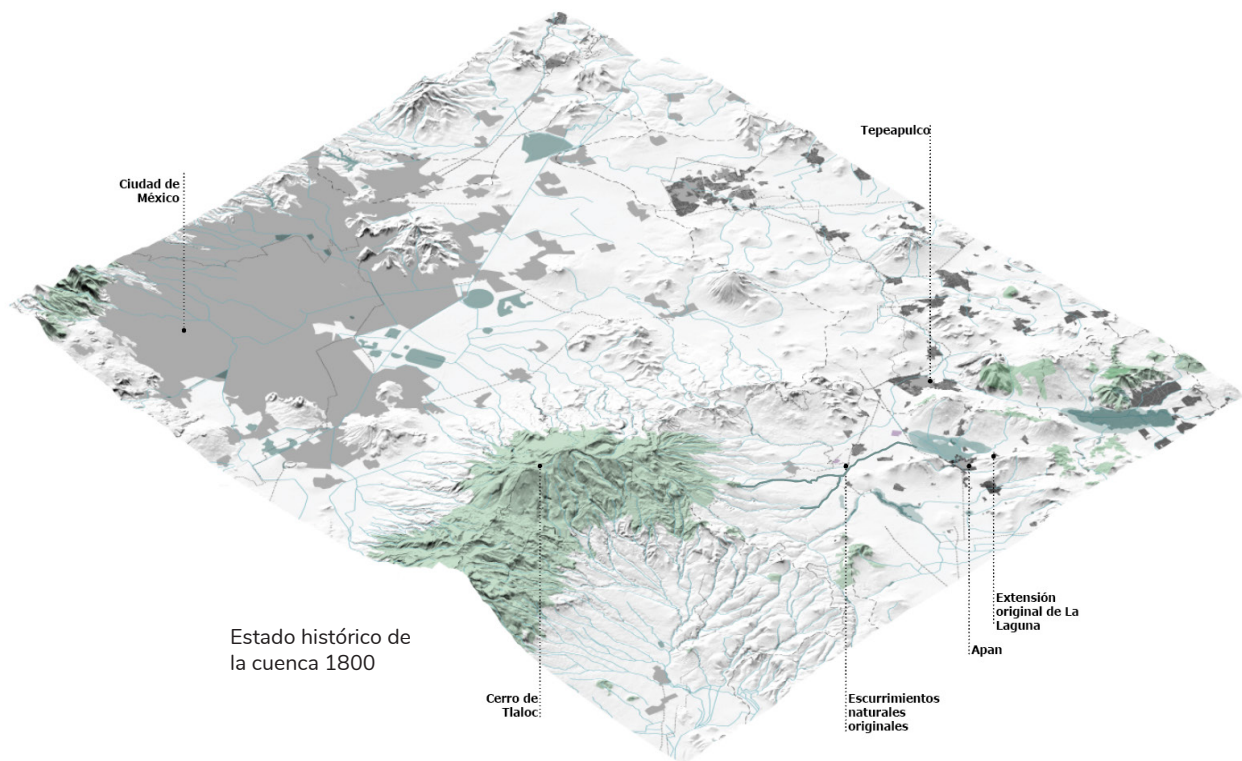 Tepeapulco
Ciudad de
México
Extensión
original de La
Laguna
Estado histórico de
la cuenca 1800
Apan
Cerro de
Tlaloc
Escurrimientos
naturales
originales